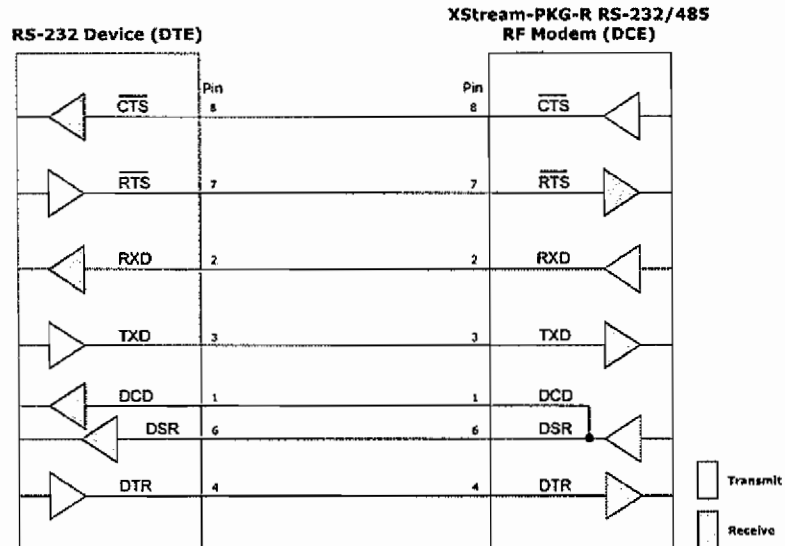 XStream-PKG-R RS-232/485
RS-232 Device (DTE)
RF Modem (DCE)
Pin
Pin
CTS
8
8
CTS
RTS
7
7
RTS
RXD
2
2
RXD
TXD
3
3
TXD
DCD
1
1
DCD
DSR
6
6
DSR
DTR
4
4
DTR
Transmit
Receive